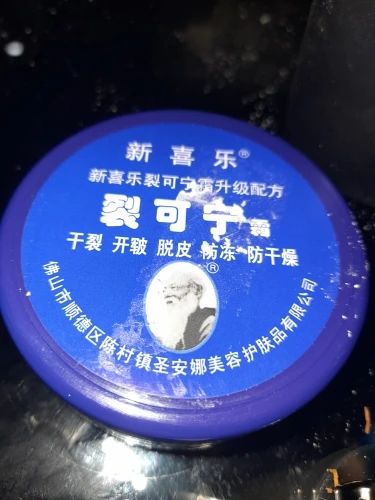 新喜乐®
新喜乐裂可宁霜升级配方
裂可宁霜
干裂 开皲 脱皮 防冻 防干燥
®
佛山市顺德区陈村镇圣安娜美容护肤品有限公司